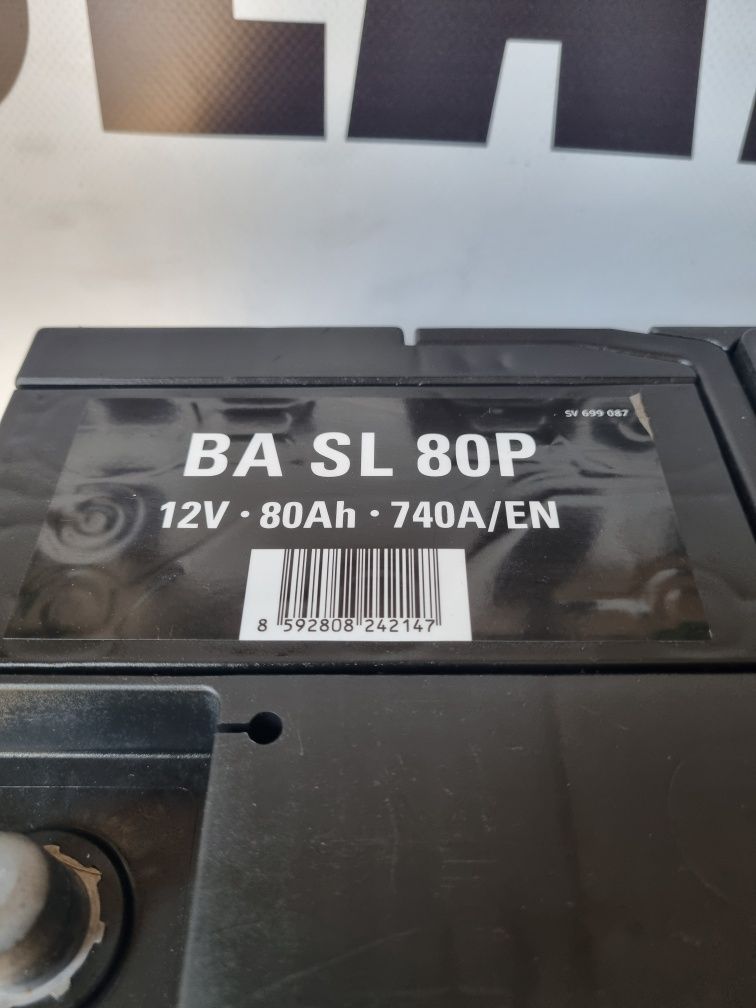 SV 699 087
BA SL 80P
12V · 80Ah · 740A/EN
8 592808 242147